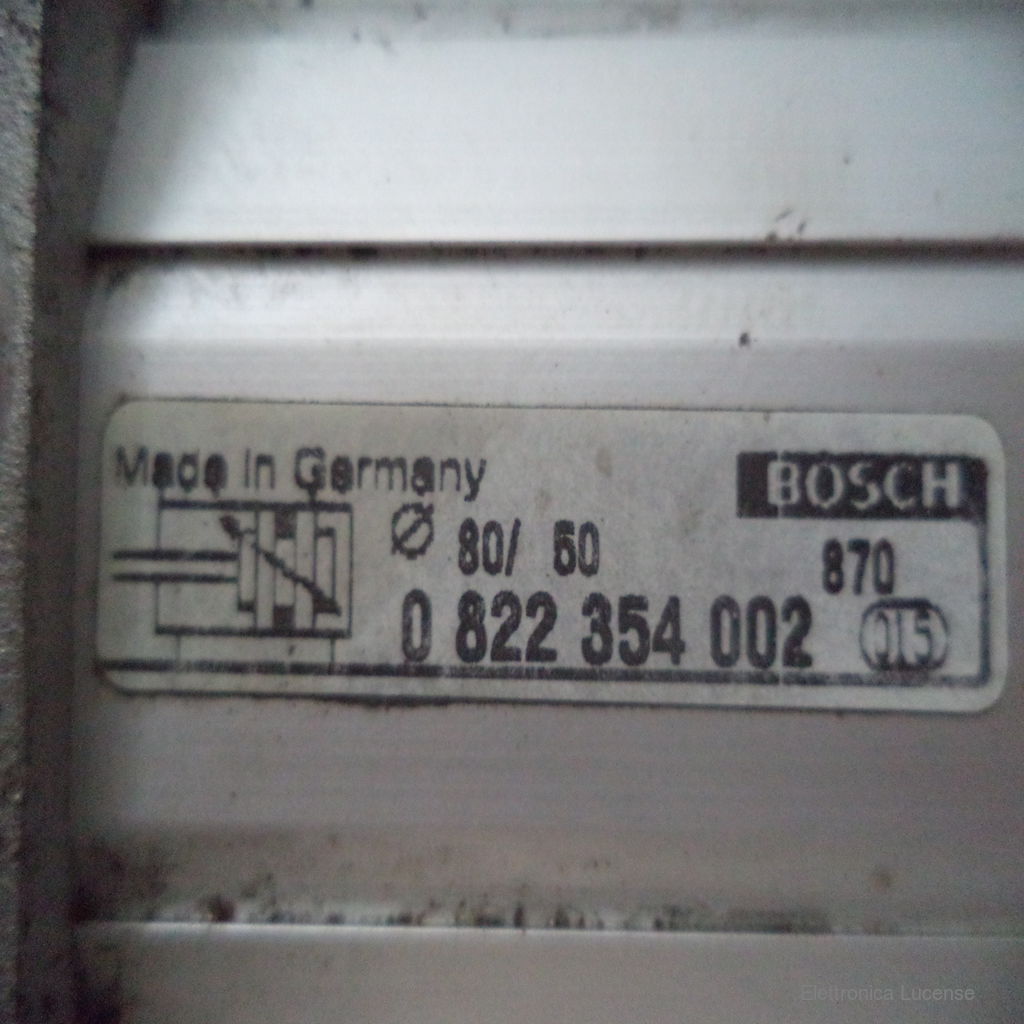 Made in Germany
BOSCH
Ø 80/ 50
870
0 822 354 002
015
Elettronica Lucense